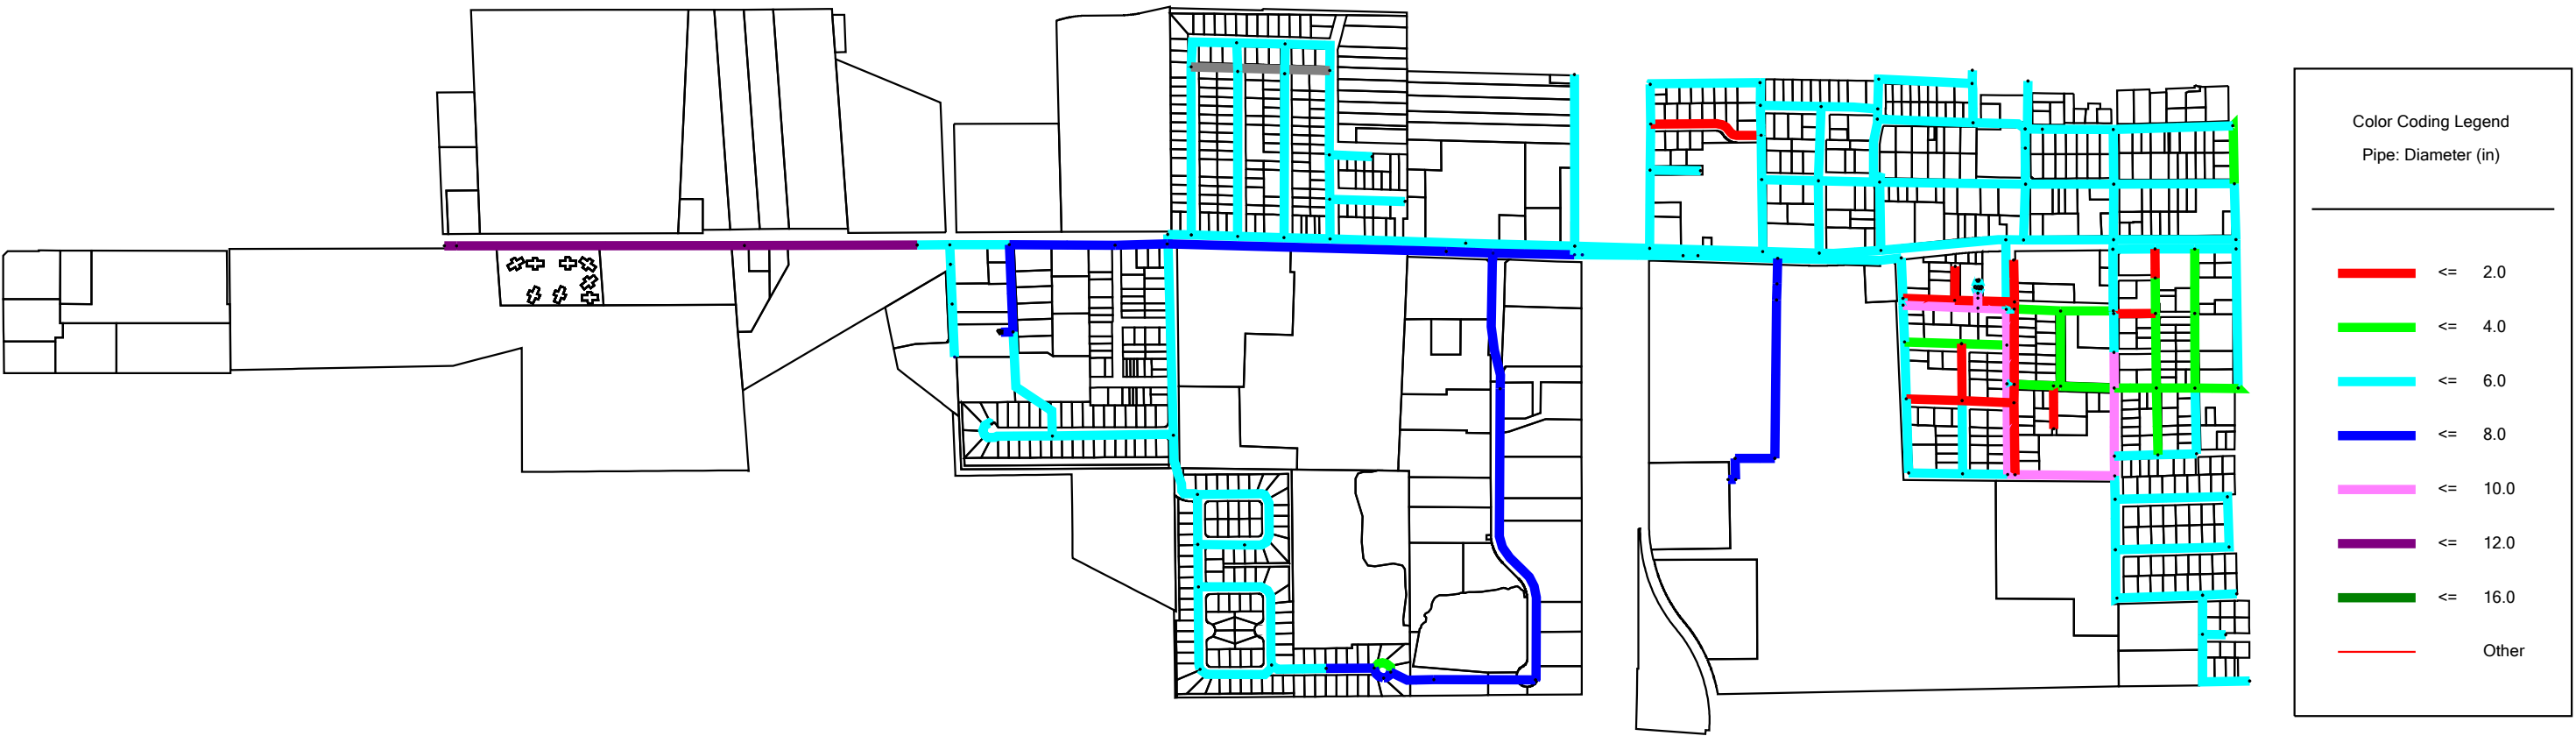 Color Coding Legend
Pipe: Diameter (in)
<= 2.0
<= 4.0
<= 6.0
<= 8.0
<= 10.0
<= 12.0
<= 16.0
Other